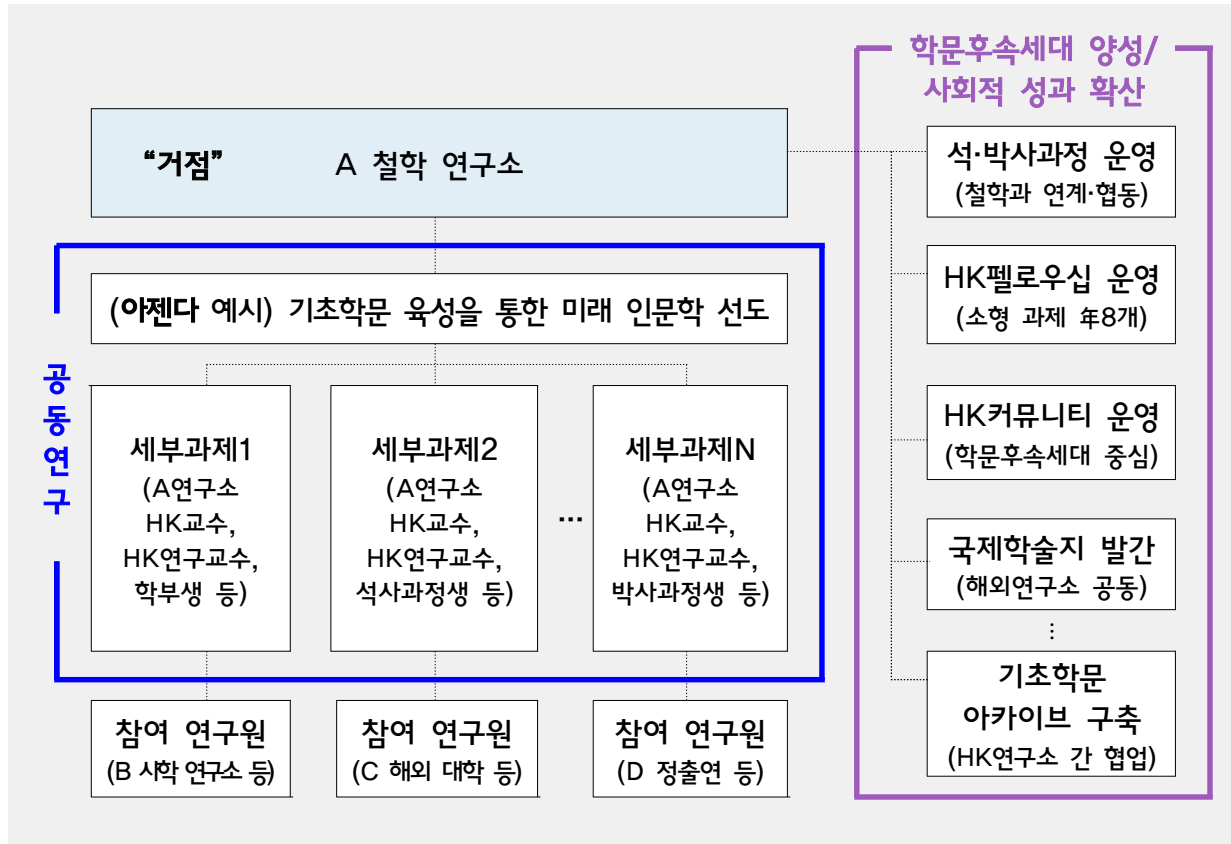 학문후속세대 양성/
사회적 성과 확산
“거점” A 철학 연구소
석·박사과정 운영
(철학과 연계·협동)
HK펠로우십 운영
(소형 과제 年8개)
HK커뮤니티 운영
(학문후속세대 중심)
국제학술지 발간
(해외연구소 공동)
⋮
기초학문
아카이브 구축
(HK연구소 간 협업)
공
동
연
구
(아젠다 예시) 기초학문 육성을 통한 미래 인문학 선도
세부과제1
(A연구소
HK교수,
HK연구교수,
학부생 등)
세부과제2
(A연구소
HK교수,
HK연구교수,
석사과정생 등)
…
세부과제N
(A연구소
HK교수,
HK연구교수,
박사과정생 등)
참여 연구원
(B 사학 연구소 등)
참여 연구원
(C 해외 대학 등)
참여 연구원
(D 정출연 등)